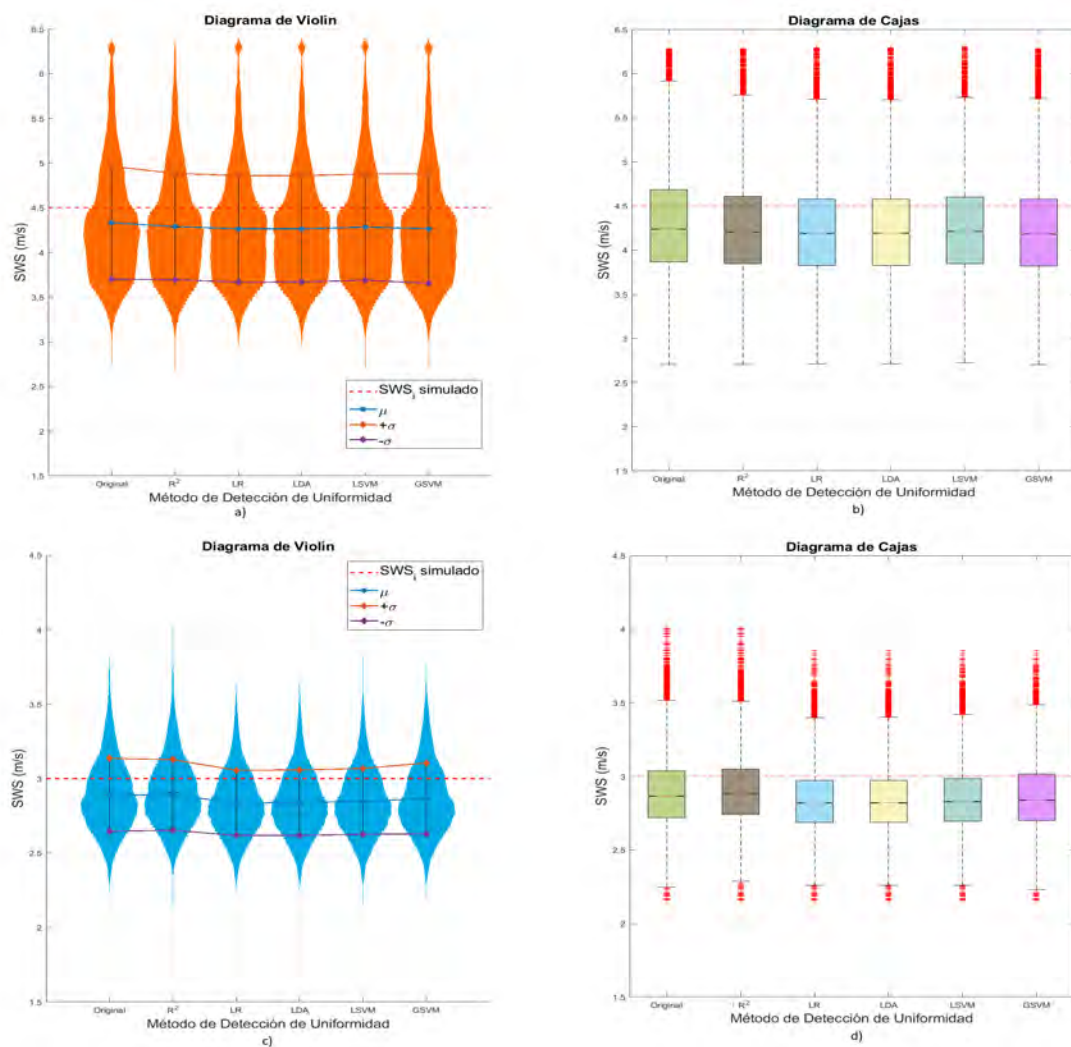 Diagrama de Violin
6.5
6
5.5
5
4.5
4
3.5
3
2.5
2
1.5
SWS (m/s)
SWSi simulado
μ
+σ
-σ
Original R² LR LDA LSVM GSVM
Método de Detección de Uniformidad
a)
Diagrama de Cajas
6.5
6
5.5
5
4.5
4
3.5
3
2.5
2
1.5
SWS (m/s)
Original R² LR LDA LSVM GSVM
Método de Detección de Uniformidad
b)
Diagrama de Violin
4.5
4
3.5
3
2.5
2
1.5
SWS (m/s)
SWSi simulado
μ
+σ
-σ
Original R² LR LDA LSVM GSVM
Método de Detección de Uniformidad
c)
Diagrama de Cajas
4.5
4
3.5
3
2.5
2
1.5
SWS (m/s)
Original R² LR LDA LSVM GSVM
Método de Detección de Uniformidad
d)